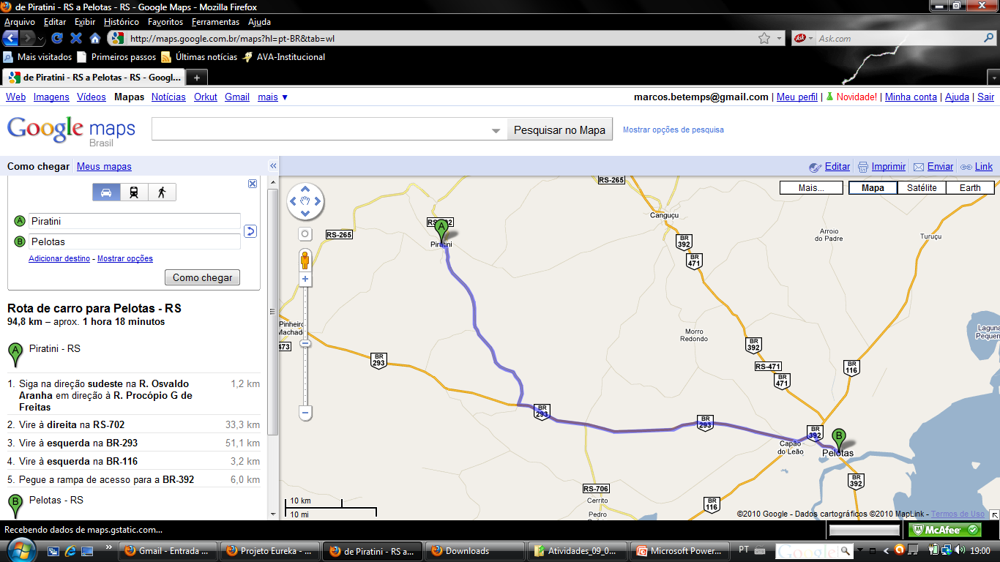 de Piratini - RS a Pelotas - RS - Google Maps - Mozilla Firefox
Arquivo Editar Exibir Histórico Favoritos Ferramentas Ajuda
http://maps.google.com.br/maps?hl=pt-BR&tab=wl
Ask Ask.com
Mais visitados Primeiros passos Últimas notícias AVA-Institucional
de Piratini - RS a Pelotas - RS - Googl...
Web Imagens Vídeos Mapas Notícias Orkut Gmail mais ▼
marcos.betemps@gmail.com | Meu perfil | Novidade! | Minha conta | Ajuda | Sair
Google maps
Brasil
Pesquisar no Mapa
Mostrar opções de pesquisa
Como chegar Meus mapas «
Editar Imprimir Enviar Link
A Piratini
B Pelotas
Adicionar destino - Mostrar opções
Como chegar
Rota de carro para Pelotas - RS
94,8 km – aprox. 1 hora 18 minutos
A Piratini - RS
1. Siga na direção sudeste na R. Osvaldo 1,2 km
Aranha em direção à R. Procópio G de
Freitas
2. Vire à direita na RS-702 33,3 km
3. Vire à esquerda na BR-293 51,1 km
4. Vire à esquerda na BR-116 3,2 km
5. Pegue a rampa de acesso para a BR-392 6,0 km
B Pelotas - RS
Mais... Mapa Satélite Earth
RS-265
Canguçu
A
Piratini
RS-265
Arroio
do Padre
Turuçu
BR
392
BR
471
Pinheiro
Machado
473
Morro
Redondo
Laguna
Pequen
BR
293
BR
392
RS-471
BR
471
BR
116
BR
293
BR
293
BR
392
B
Capão
do Leão
Pelotas
BR
392
RS-706
Cerrito
Pedro
BR
116
10 km
10 mi
©2010 Google - Dados cartográficos ©2010 MapLink - Termos de Uso
Recebendo dados de maps.gstatic.com...
McAfee
Gmail - Entrada ...
Projeto Eureka - ...
de Piratini - RS a...
Downloads
Atividades_09_0...
Microsoft Power...
PT
Google
19:00